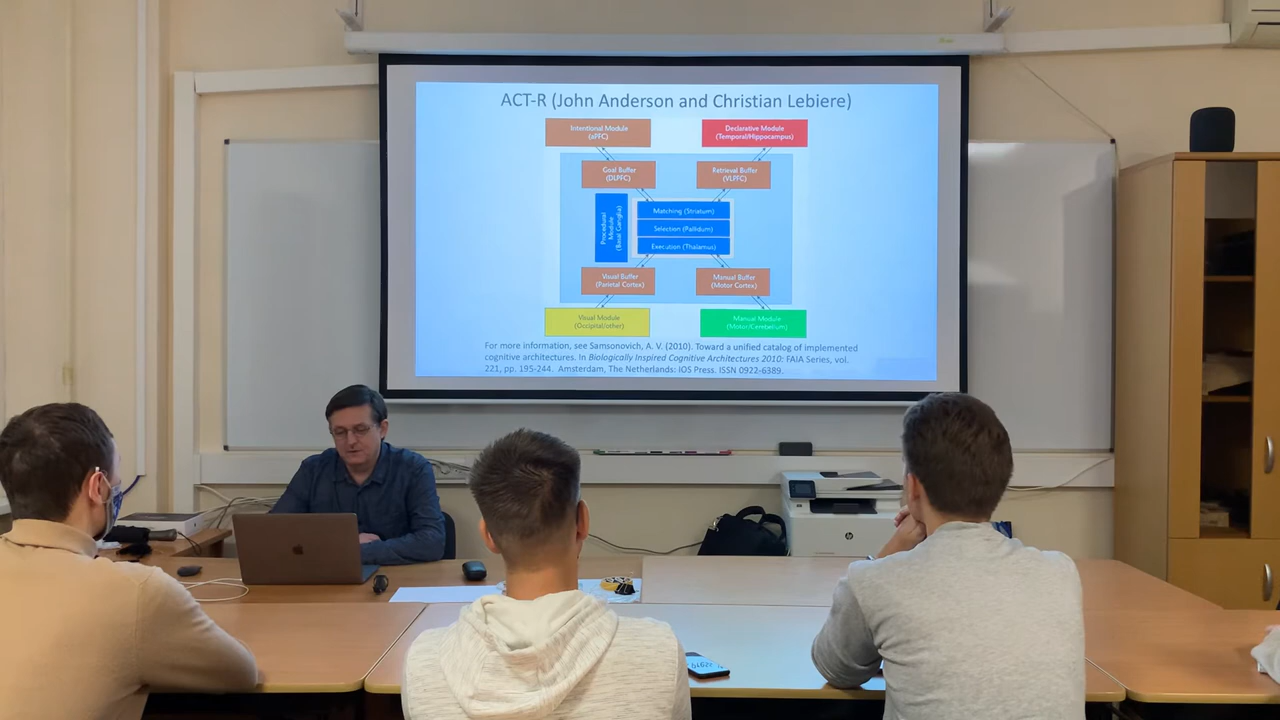 ACT-R (John Anderson and Christian Lebiere)
Intentional Module
(aPFC)
Declarative Module
(Temporal/Hippocampus)
Goal Buffer
(DLPFC)
Retrieval Buffer
(VLPFC)
Procedural
Module
(Basal Ganglia)
Matching (Striatum)
Selection (Pallidum)
Execution (Thalamus)
Visual Buffer
(Parietal Cortex)
Manual Buffer
(Motor Cortex)
Visual Module
(Occipital/other)
Manual Module
(Motor/Cerebellum)
For more information, see Samsonovich, A. V. (2010). Toward a unified catalog of implemented
cognitive architectures. In Biologically Inspired Cognitive Architectures 2010: FAIA Series, vol.
221, pp. 195-244. Amsterdam, The Netherlands: IOS Press. ISSN 0922-6389.
hp